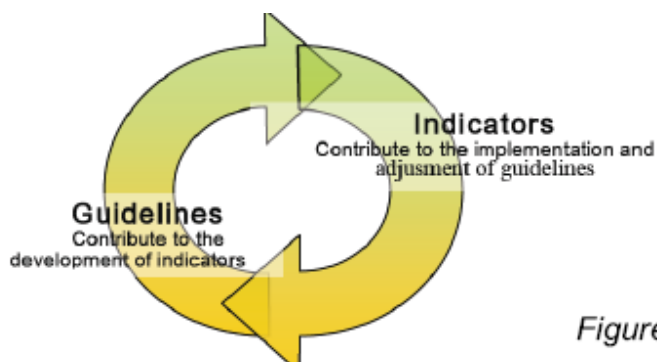 Indicators
Contribute to the implementation and
adjusment of guidelines
Guidelines
Contribute to the
development of indicators
Figure